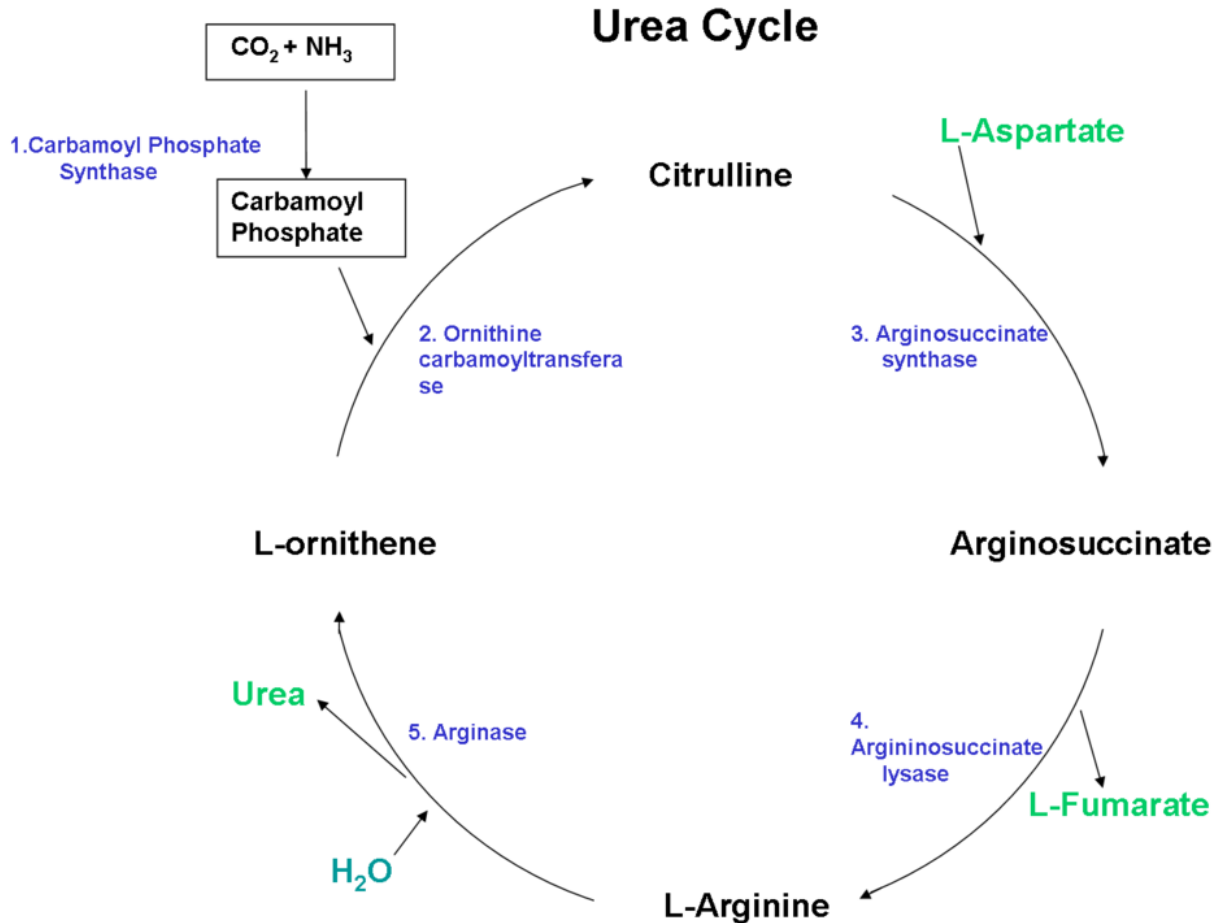 Urea Cycle
CO₂ + NH₃
1.Carbamoyl Phosphate
Synthase
Carbamoyl
Phosphate
L-Aspartate
Citrulline
2. Ornithine
carbamoyltransfera
se
3. Arginosuccinate
synthase
L-ornithene
Arginosuccinate
Urea
5. Arginase
4.
Argininosuccinate
lysase
L-Fumarate
H₂O
L-Arginine